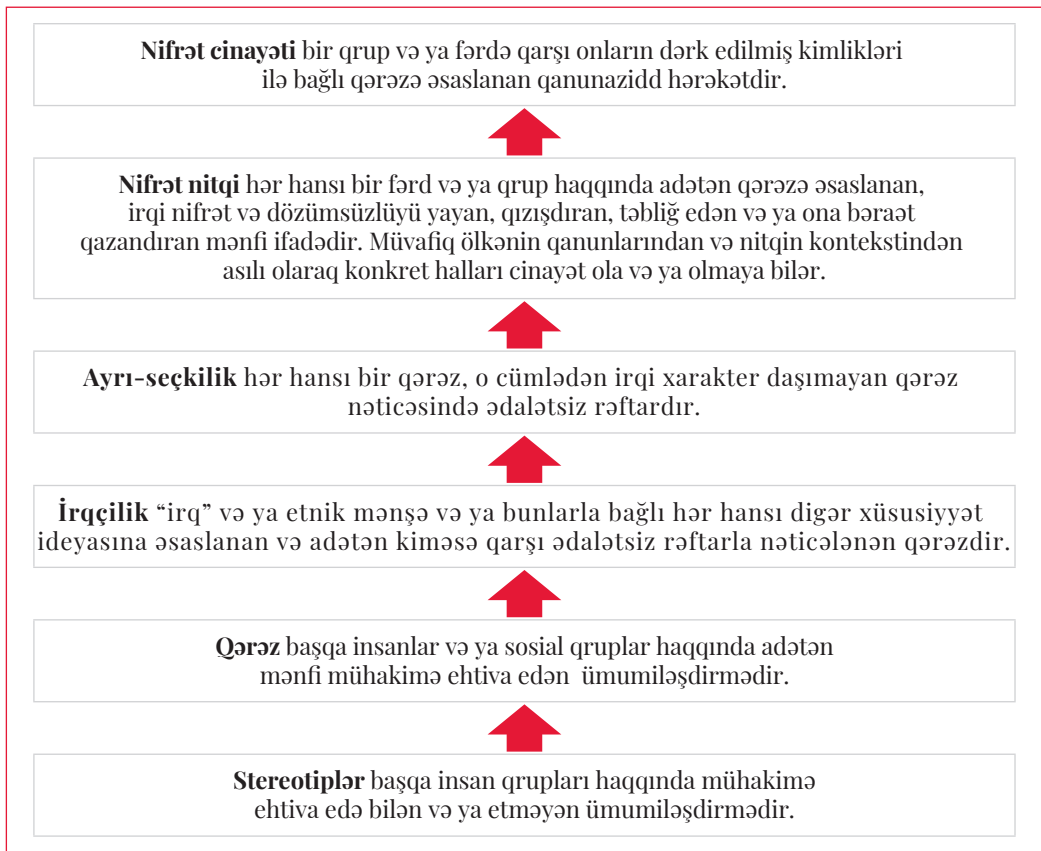 Nifrət cinayəti bir qrup və ya fərdə qarşı onların dərk edilmiş kimlikləri
ilə bağlı qərəzə əsaslanan qanunazidd hərəkətdir.
Nifrət nitqi hər hansı bir fərd və ya qrup haqqında adətən qərəzə əsaslanan,
irqi nifrət və dözümsüzlüyü yayan, qızışdıran, təbliğ edən və ya ona bəraət
qazandıran mənfi ifadədir. Müvafiq ölkənin qanunlarından və nitqin kontekstindən
asılı olaraq konkret halları cinayət ola və ya olmaya bilər.
Ayrı-seçkilik hər hansı bir qərəz, o cümlədən irqi xarakter daşımayan qərəz
nəticəsində ədalətsiz rəftardır.
İrqçilik “irq” və ya etnik mənşə və ya bunlarla bağlı hər hansı digər xüsusiyyət
ideyasına əsaslanan və adətən kiməsə qarşı ədalətsiz rəftarla nəticələnən qərəzdir.
Qərəz başqa insanlar və ya sosial qruplar haqqında adətən
mənfi mühakimə ehtiva edən ümumiləşdirmədir.
Stereotiplər başqa insan qrupları haqqında mühakimə
ehtiva edə bilən və ya etməyən ümumiləşdirmədir.